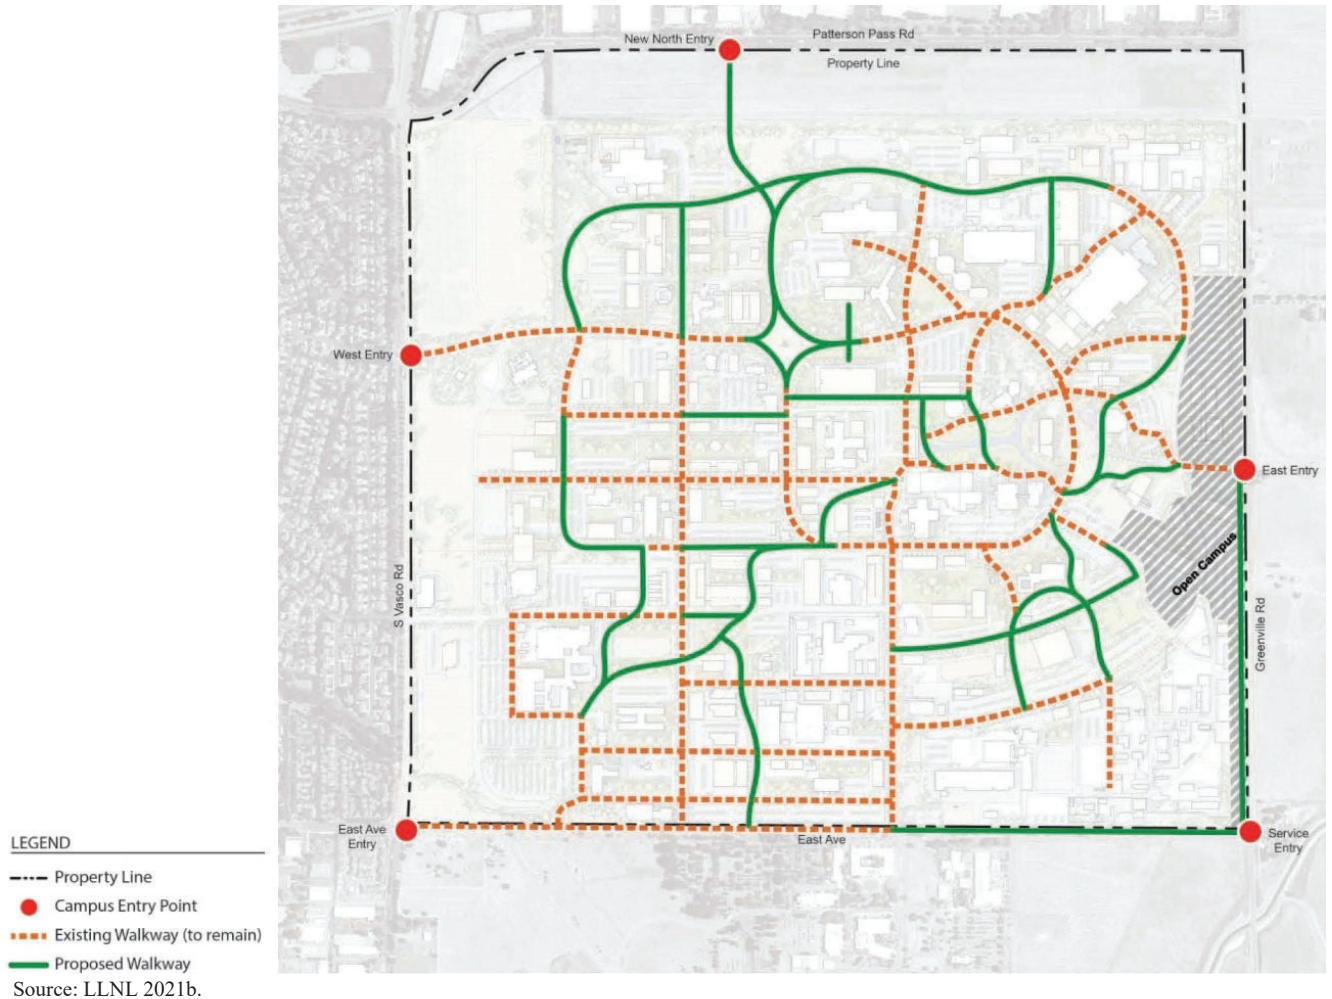 New North Entry
Patterson Pass Rd
Property Line
West Entry
East Entry
Open Campus
S Vasco Rd
Greenville Rd
East Ave
Entry
East Ave
Service
Entry
LEGEND
Property Line
Campus Entry Point
Existing Walkway (to remain)
Proposed Walkway
Source: LLNL 2021b.